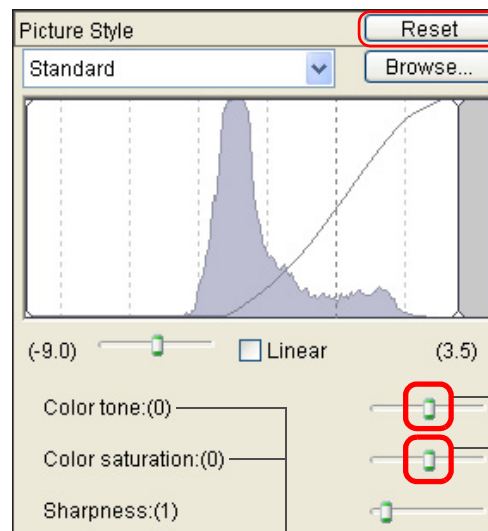 Picture Style Reset
Standard Browse...
(-9.0) Linear (3.5)
Color tone:(0)
Color saturation:(0)
Sharpness:(1)